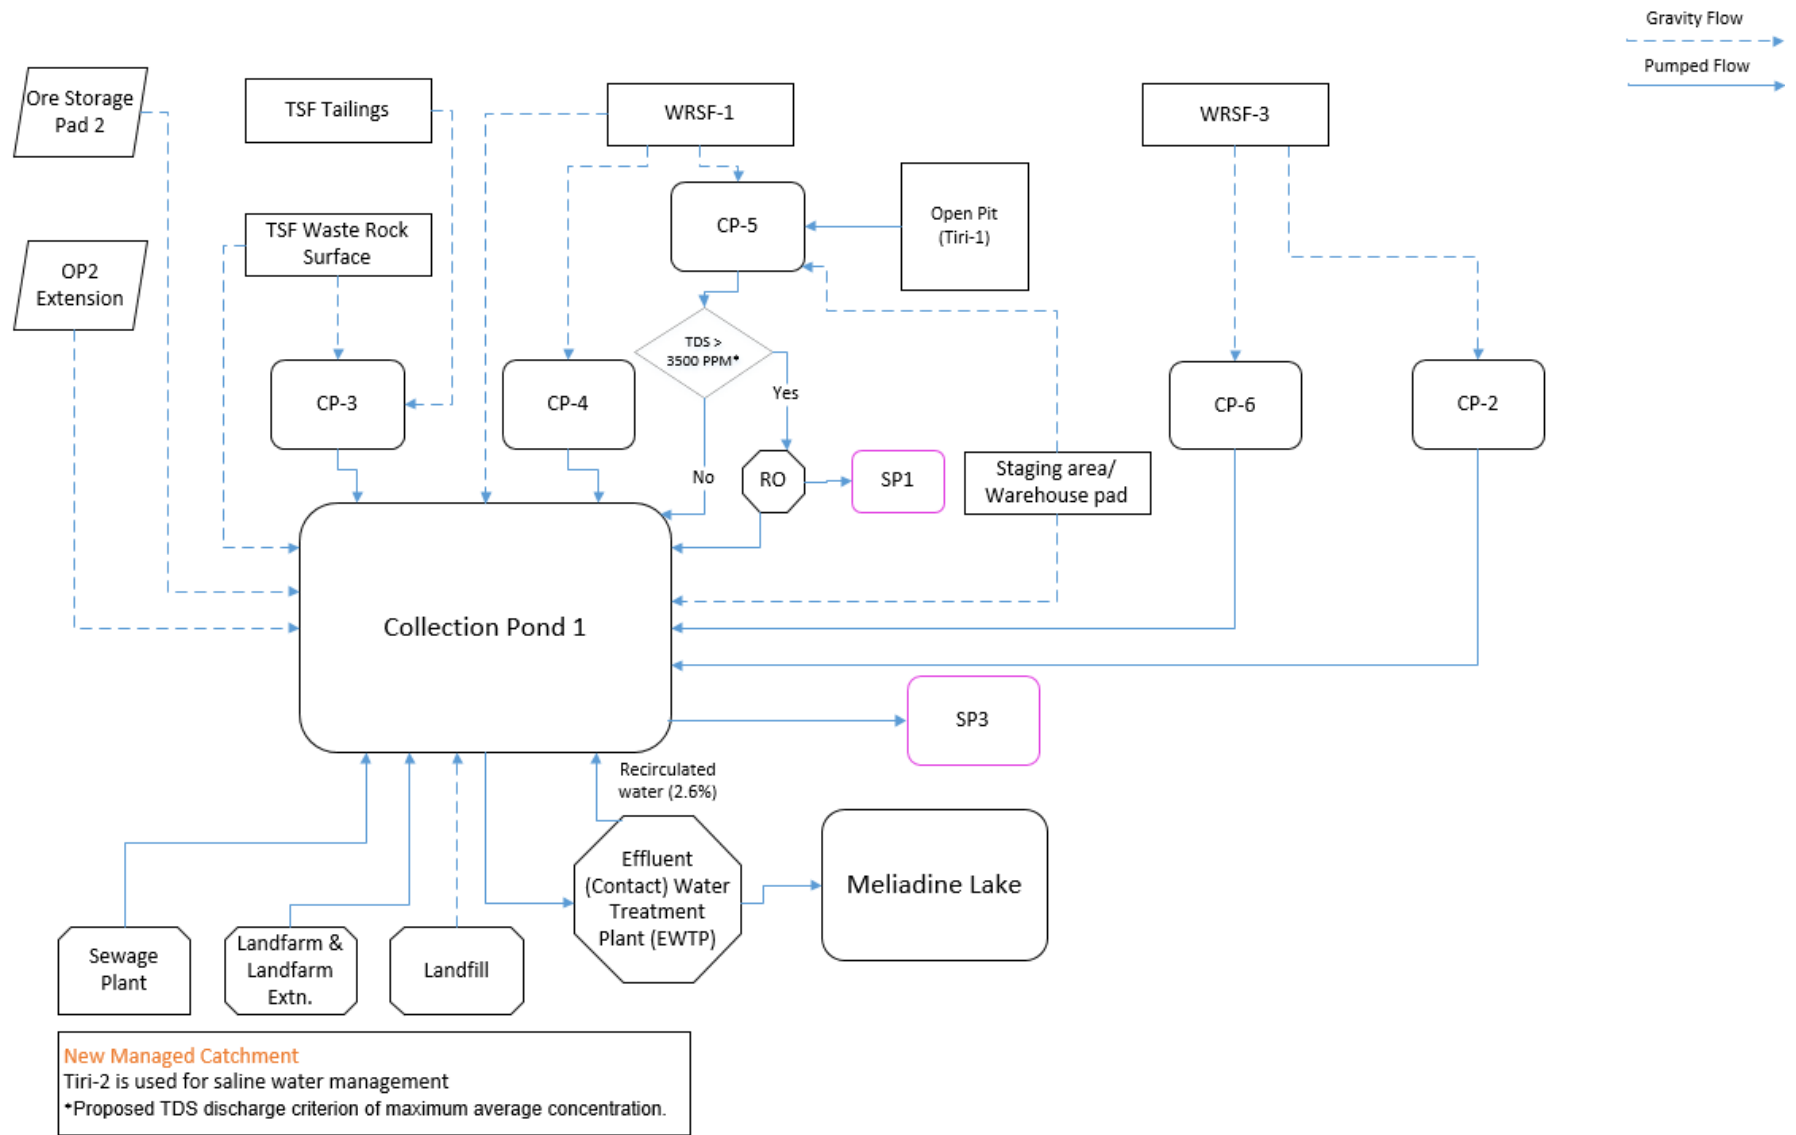 Gravity Flow
Pumped Flow
Ore Storage
Pad 2
TSF Tailings
WRSF-1
WRSF-3
OP2
Extension
TSF Waste Rock
Surface
CP-5
Open Pit
(Tiri-1)
TDS >
3500 PPM*
Yes
No
CP-3
CP-4
RO
SP1
Staging area/
Warehouse pad
CP-6
CP-2
Collection Pond 1
SP3
Recirculated
water (2.6%)
Effluent
(Contact) Water
Treatment
Plant (EWTP)
Meliadine Lake
Sewage
Plant
Landfarm &
Landfarm
Extn.
Landfill
New Managed Catchment
Tiri-2 is used for saline water management
*Proposed TDS discharge criterion of maximum average concentration.